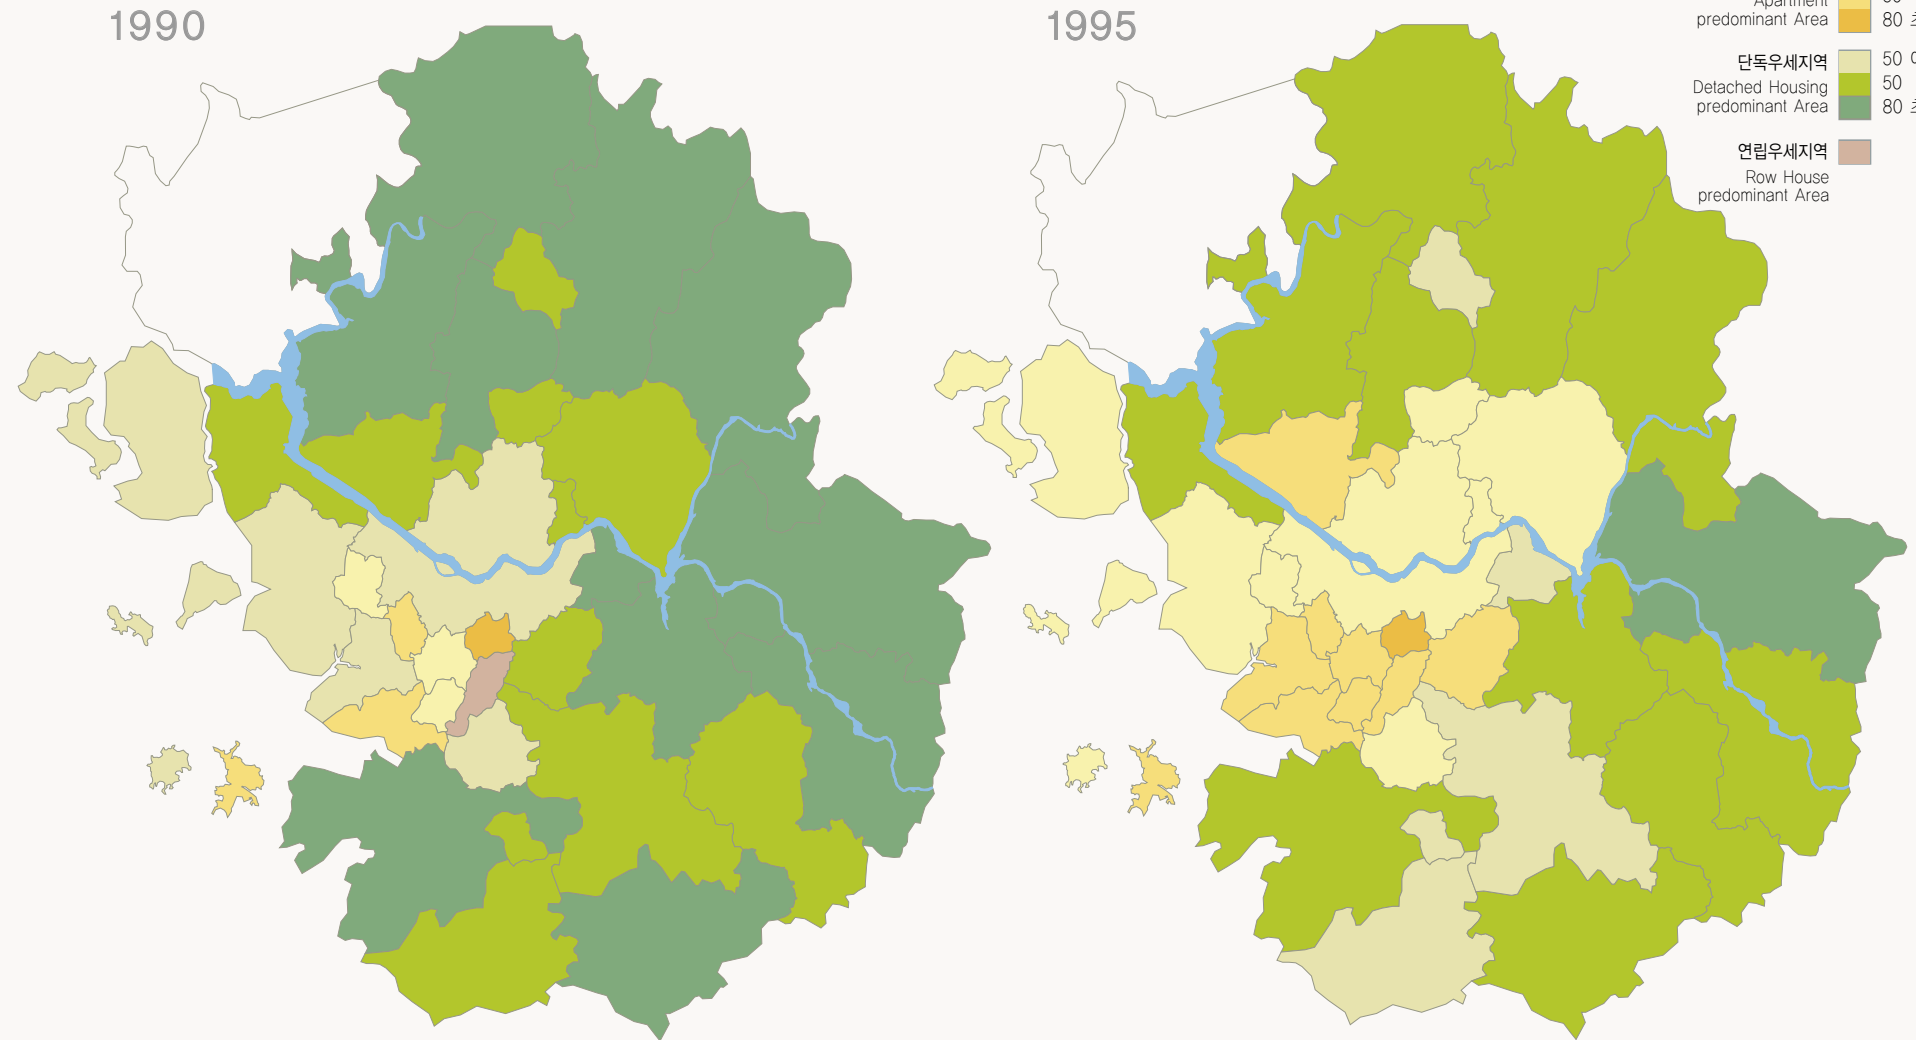 1990
1995
Apartment
predominant Area
80
단독우세지역
50
Detached Housing
50
predominant Area
80
연립우세지역
Row House
predominant Area